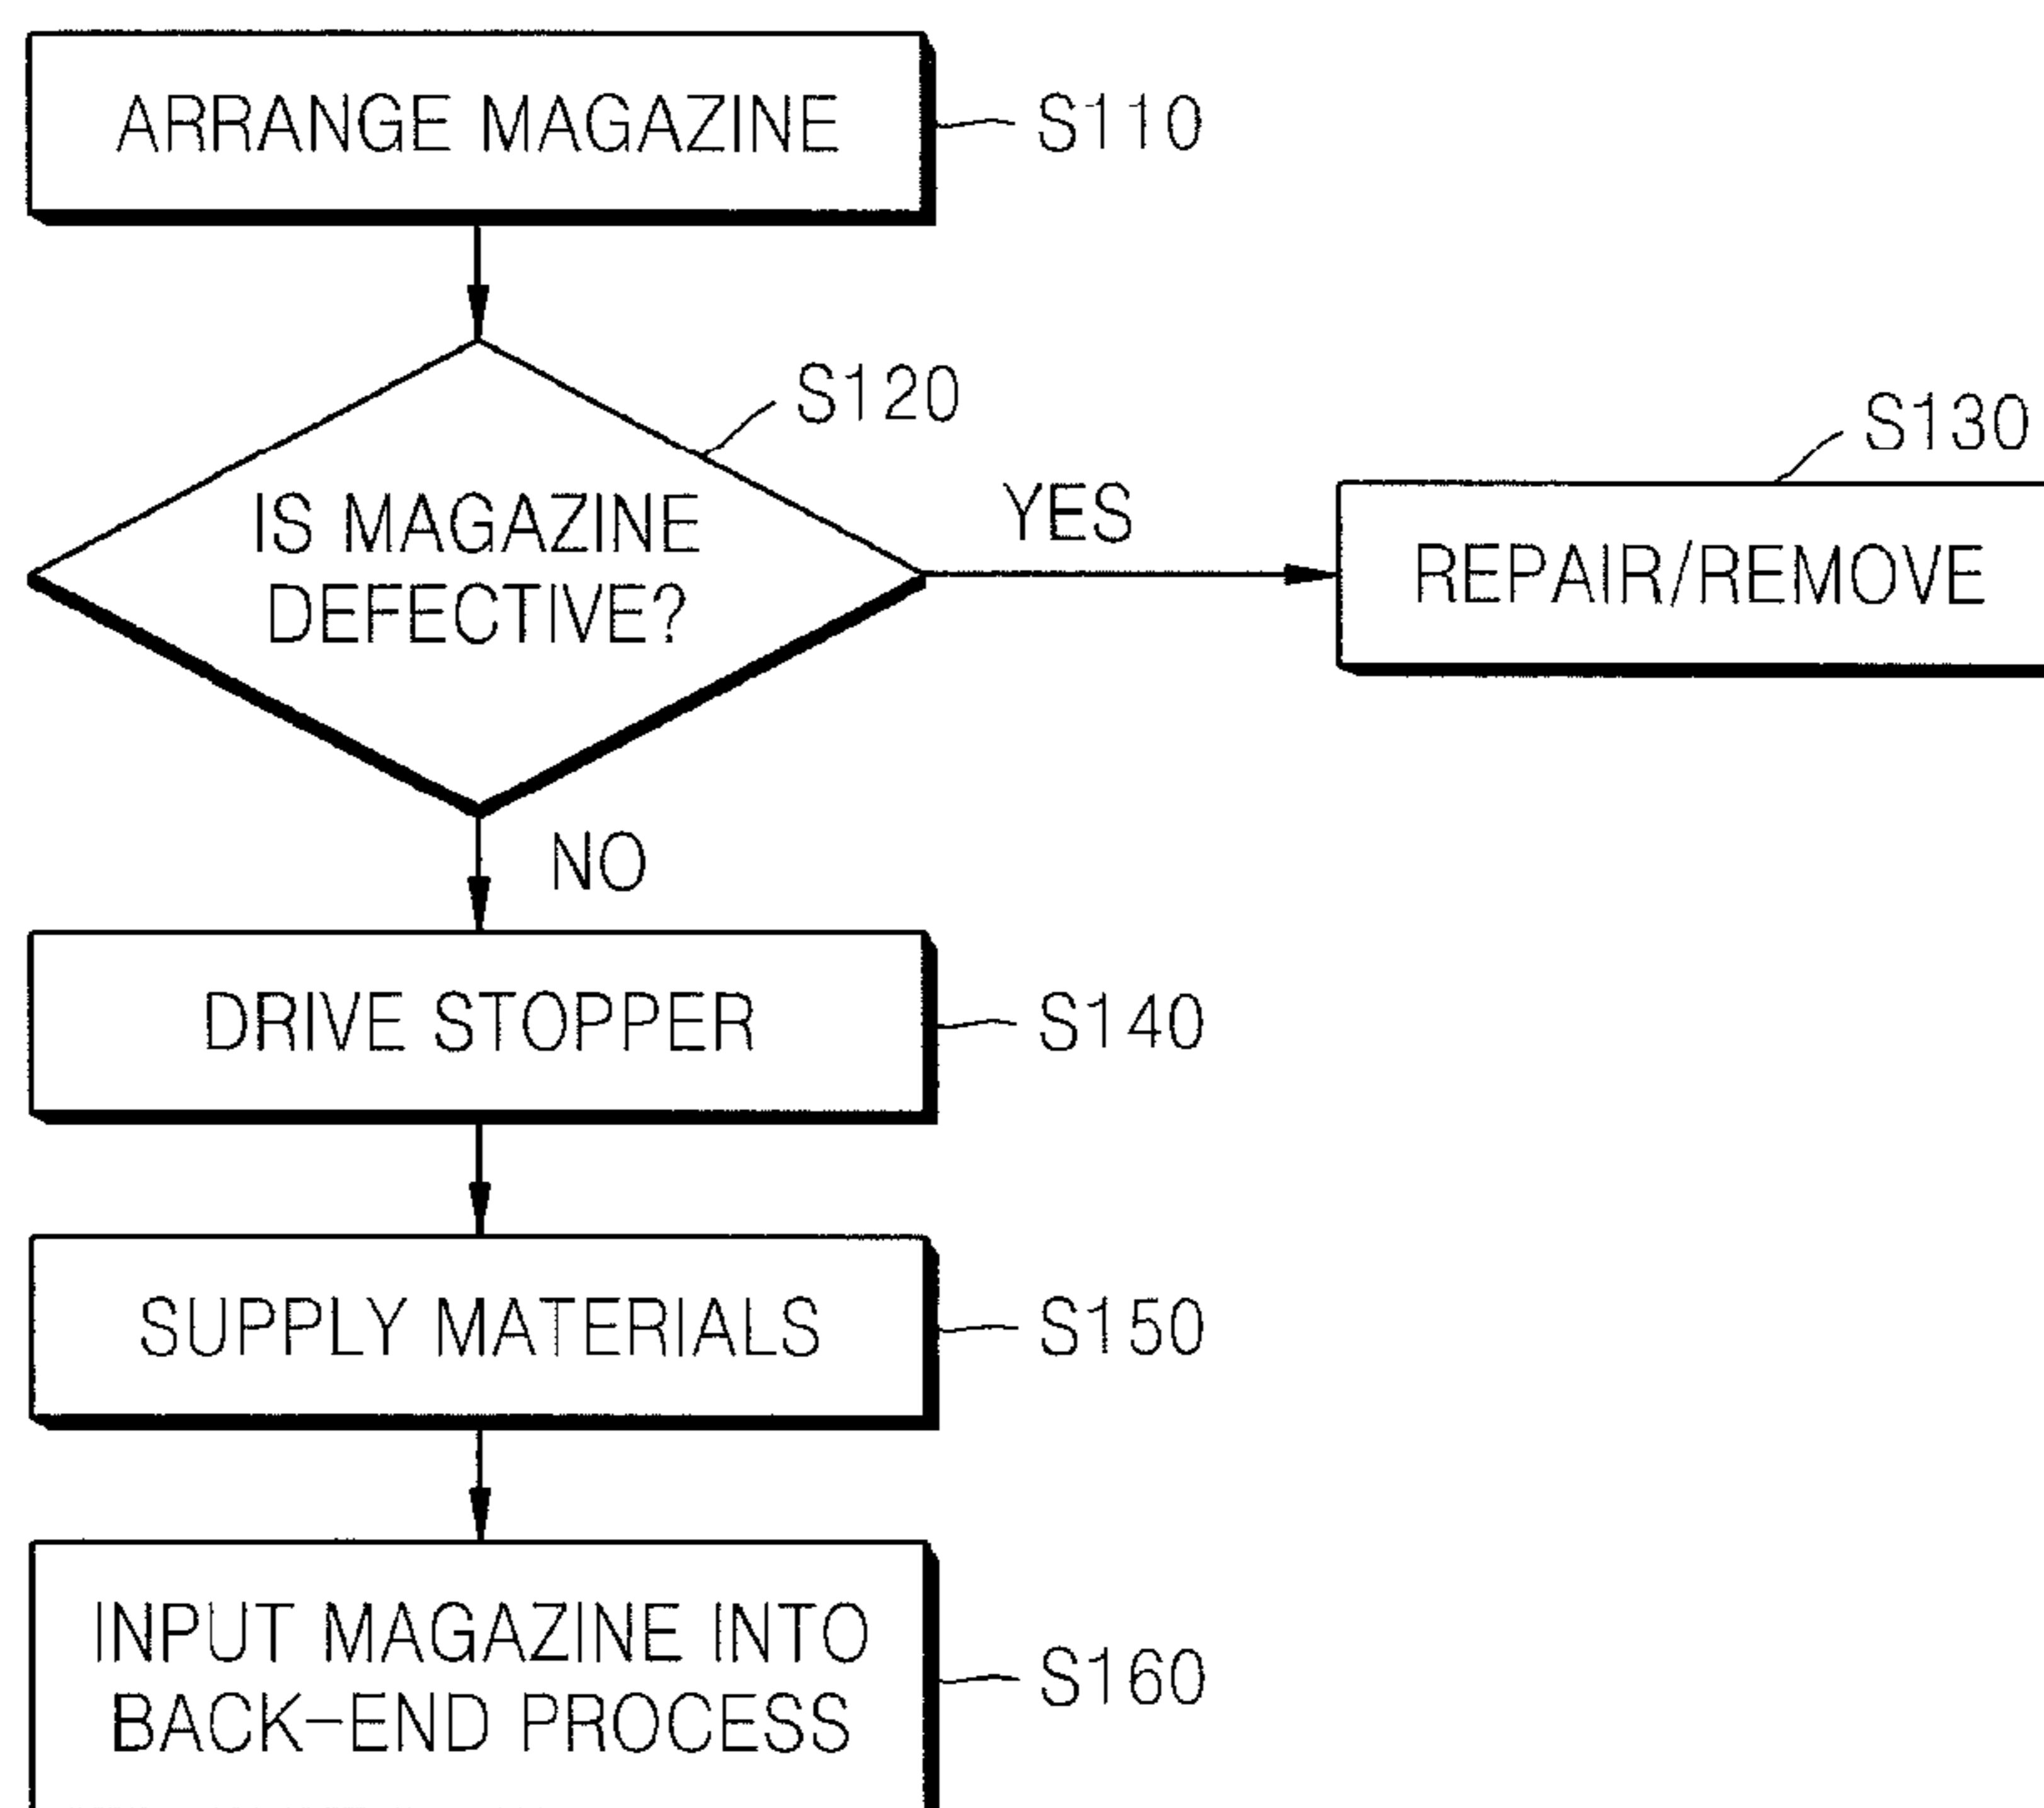 ARRANGE MAGAZINE
S110
S120
IS MAGAZINE
DEFECTIVE?
YES
S130
REPAIR/REMOVE
NO
DRIVE STOPPER
S140
SUPPLY MATERIALS
S150
INPUT MAGAZINE INTO
BACK-END PROCESS
S160